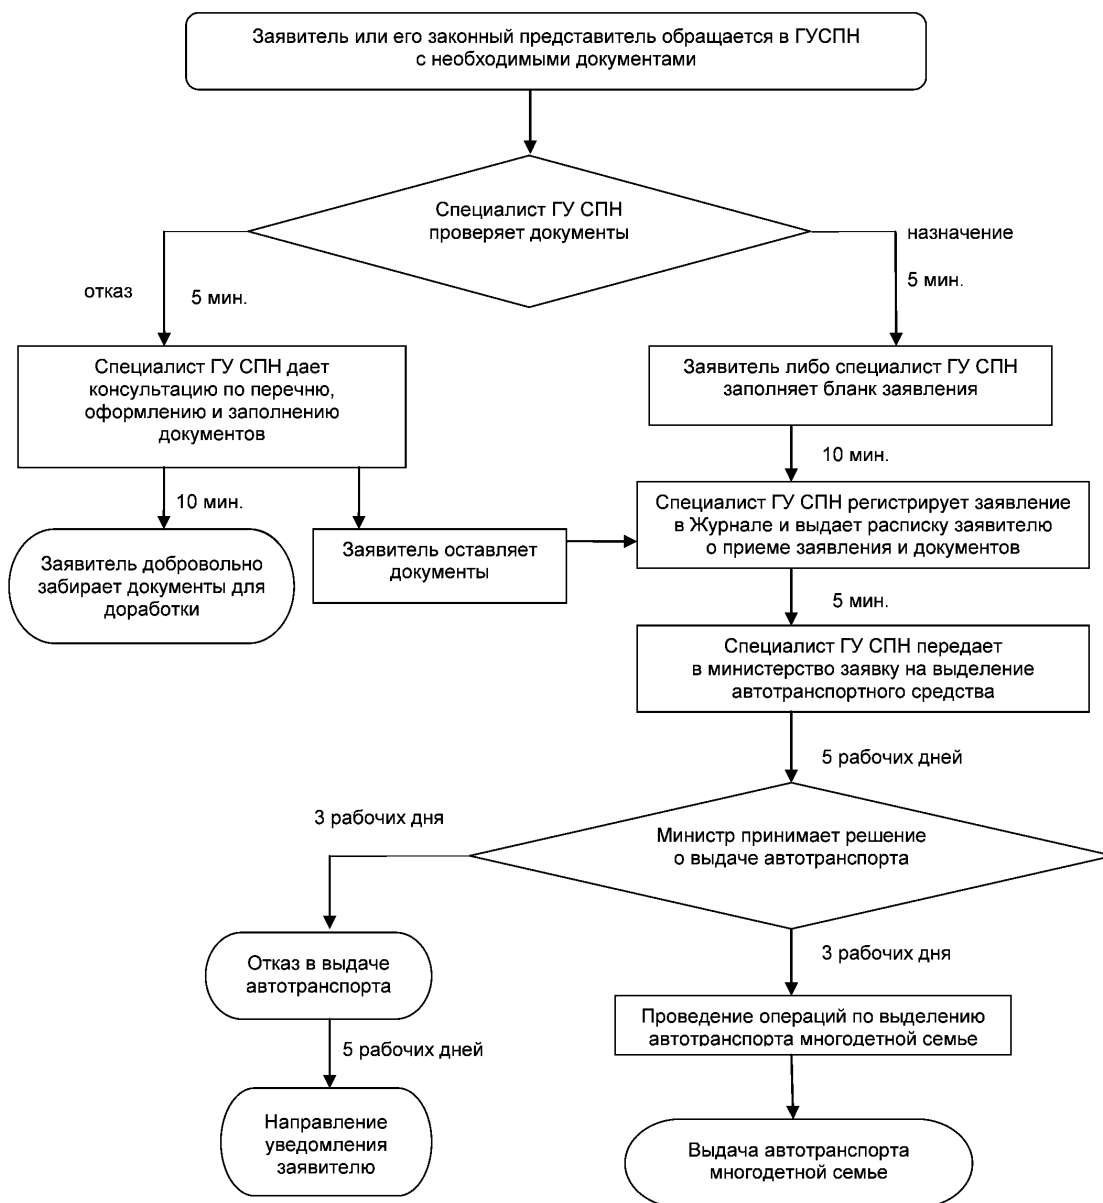 Заявитель или его законный представитель обращается в ГУСПН
с необходимыми документами
Специалист ГУ СПН
проверяет документы
назначение
5 мин.
отказ
5 мин.
Специалист ГУ СПН дает
консультацию по перечню,
оформлению и заполнению
документов
Заявитель либо специалист ГУ СПН
заполняет бланк заявления
10 мин.
10 мин.
Специалист ГУ СПН регистрирует заявление
в Журнале и выдает расписку заявителю
о приеме заявления и документов
Заявитель добровольно
забирает документы для
доработки
Заявитель оставляет
документы
5 мин.
Специалист ГУ СПН передает
в министерство заявку на выделение
автотранспортного средства
5 рабочих дней
3 рабочих дня
Министр принимает решение
о выдаче автотранспорта
Отказ в выдаче
автотранспорта
3 рабочих дня
Проведение операций по выделению
автотранспорта многодетной семье
5 рабочих дней
Направление
уведомления
заявителю
Выдача автотранспорта
многодетной семье